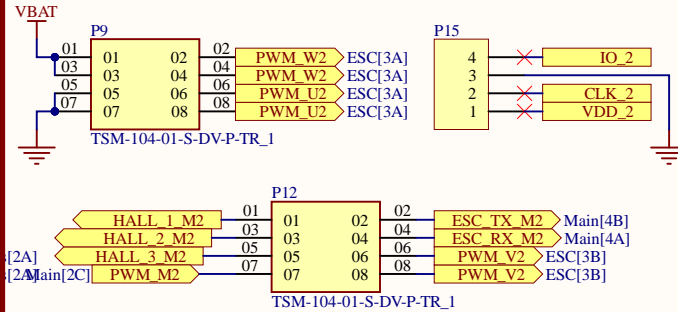 VBAT
P9
01 01 02 02 PWM_W2 ESC[3A]
03 03 04 04 PWM_W2 ESC[3A]
05 05 06 06 PWM_U2 ESC[3A]
07 07 08 08 PWM_U2 ESC[3A]
TSM-104-01-S-DV-P-TR_1
P15
4 IO_2
3
2 CLK_2
1 VDD_2
P12
HALL_1_M2 01 01 02 02 ESC_TX_M2 Main[4B]
HALL_2_M2 03 03 04 04 ESC_RX_M2 Main[4A]
[2A] HALL_3_M2 05 05 06 06 PWM_V2 ESC[3B]
[2A] Main[2C] PWM_M2 07 07 08 08 PWM_V2 ESC[3B]
TSM-104-01-S-DV-P-TR_1